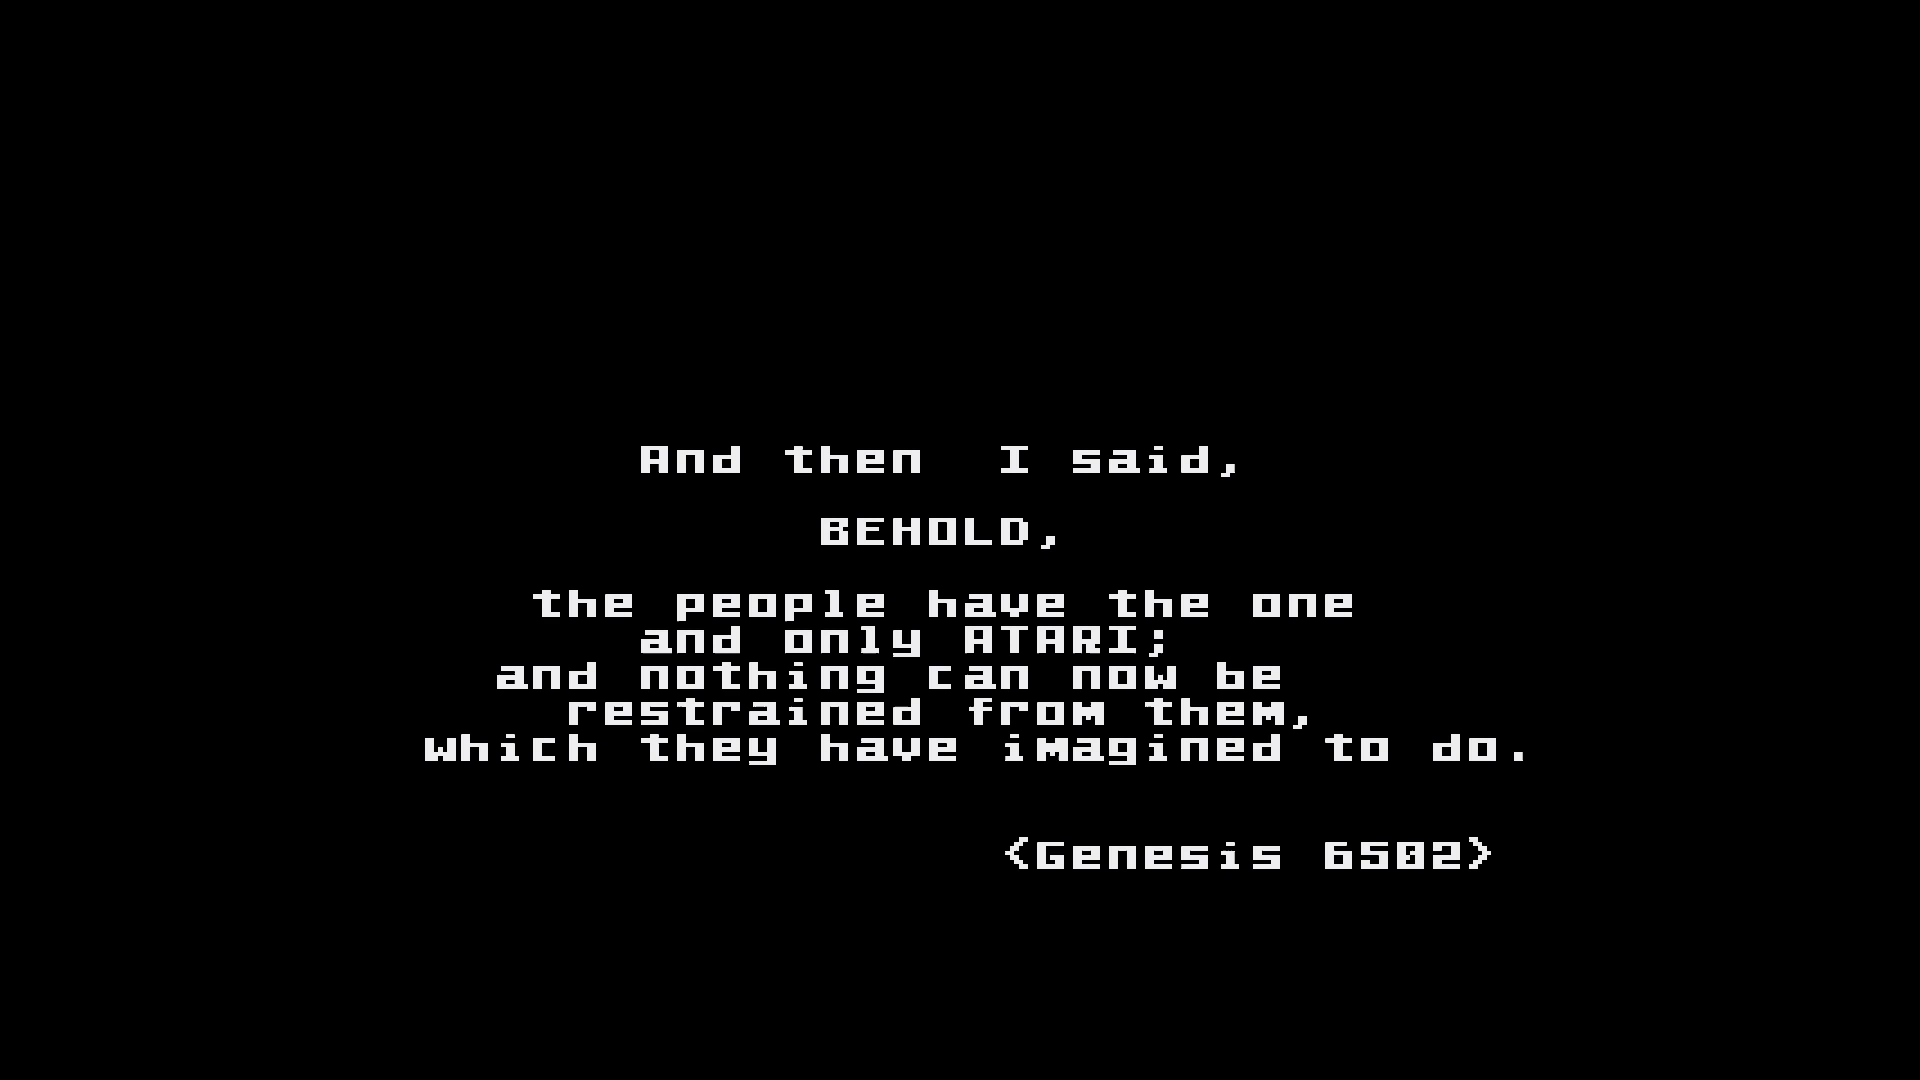 And then  I said,
BEHOLD,
the people have the one
and only ATARI;
and nothing can now be
restrained from them,
which they have imagined to do.
<Genesis 6502>